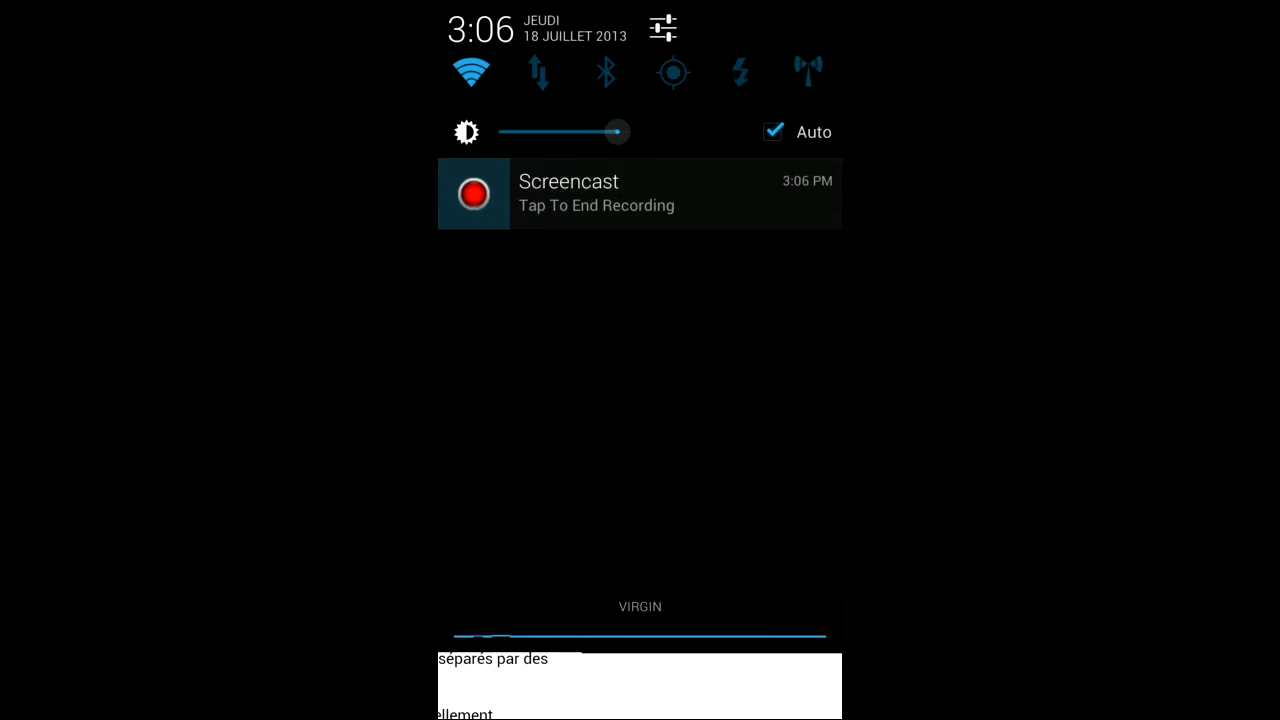 3:06
JEUDI
18 JUILLET 2013
Auto
Screencast
3:06 PM
Tap To End Recording
VIRGIN
séparés par des
ellement